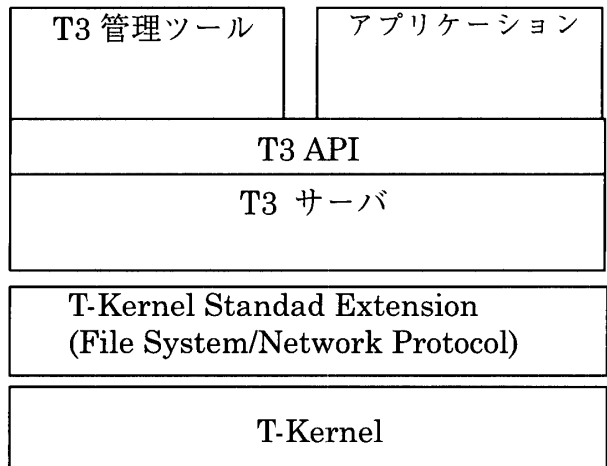 T3 管理ツール
アプリケーション
T3 API
T3 サーバ
T-Kernel Standad Extension
(File System/Network Protocol)
T-Kernel